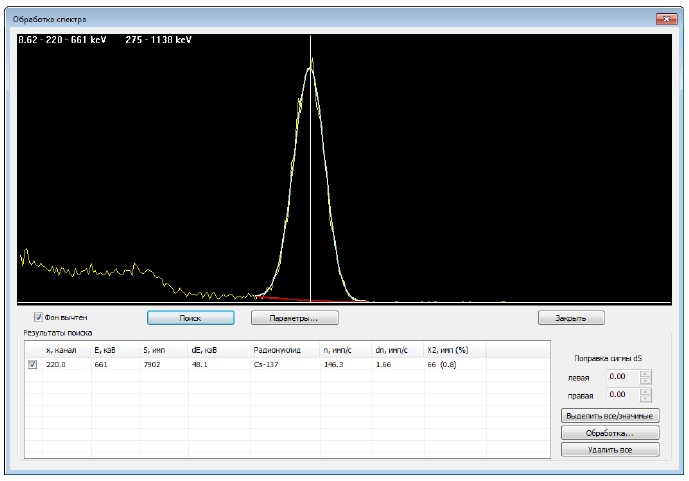 Обработка спектра
8.62 - 220 - 661 keV 275 - 1138 keV
Фон вычтен
Поиск
Параметры...
Закрыть
Результаты поиска
x, канал E, кэВ S, имп dE, кэВ Радионуклид n, имп/с dn, имп/с X2, имп (%)
220.0 661 7902 48.1 Cs-137 146.3 1.66 66 (0.8)
Поправка сигмы dS
левая 0.00
правая 0.00
Выделить все/значимые
Обработка...
Удалить все